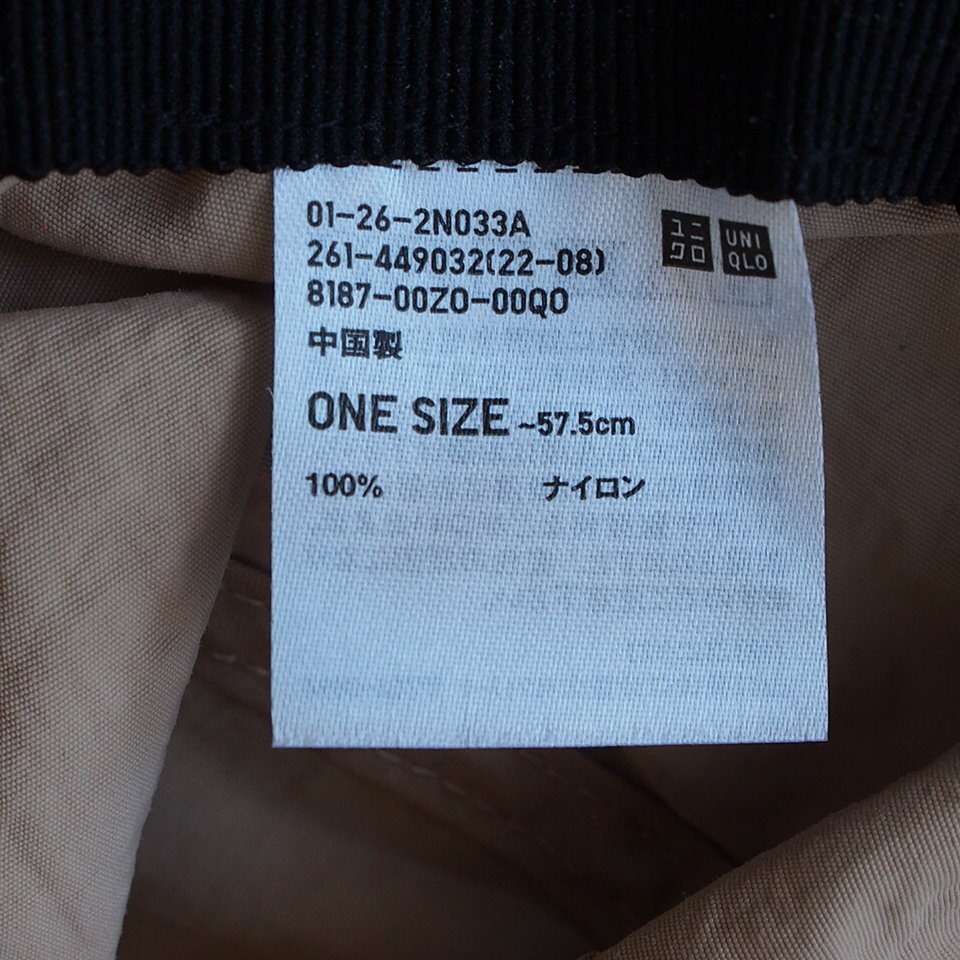 01-26-2N033A
261-449032(22-08)
8187-00Z0-00Q0
中国製
ONE SIZE ~57.5cm
100% ナイロン
ユニ
クロ
UNI
QLO